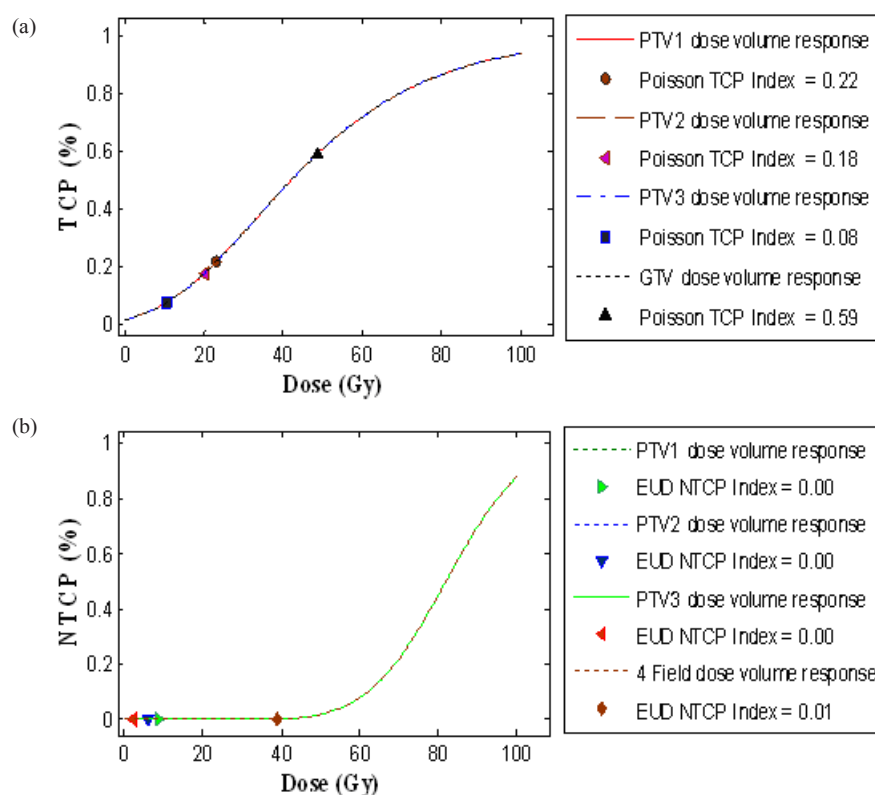 (a)
1
0.8
0.6
0.4
0.2
0
TCP (%)
0 20 40 60 80 100
Dose (Gy)
PTV1 dose volume response
Poisson TCP Index = 0.22
PTV2 dose volume response
Poisson TCP Index = 0.18
PTV3 dose volume response
Poisson TCP Index = 0.08
GTV dose volume response
Poisson TCP Index = 0.59
(b)
1
0.8
0.6
0.4
0.2
0
NTCP (%)
0 20 40 60 80 100
Dose (Gy)
PTV1 dose volume response
EUD NTCP Index = 0.00
PTV2 dose volume response
EUD NTCP Index = 0.00
PTV3 dose volume response
EUD NTCP Index = 0.00
4 Field dose volume response
EUD NTCP Index = 0.01